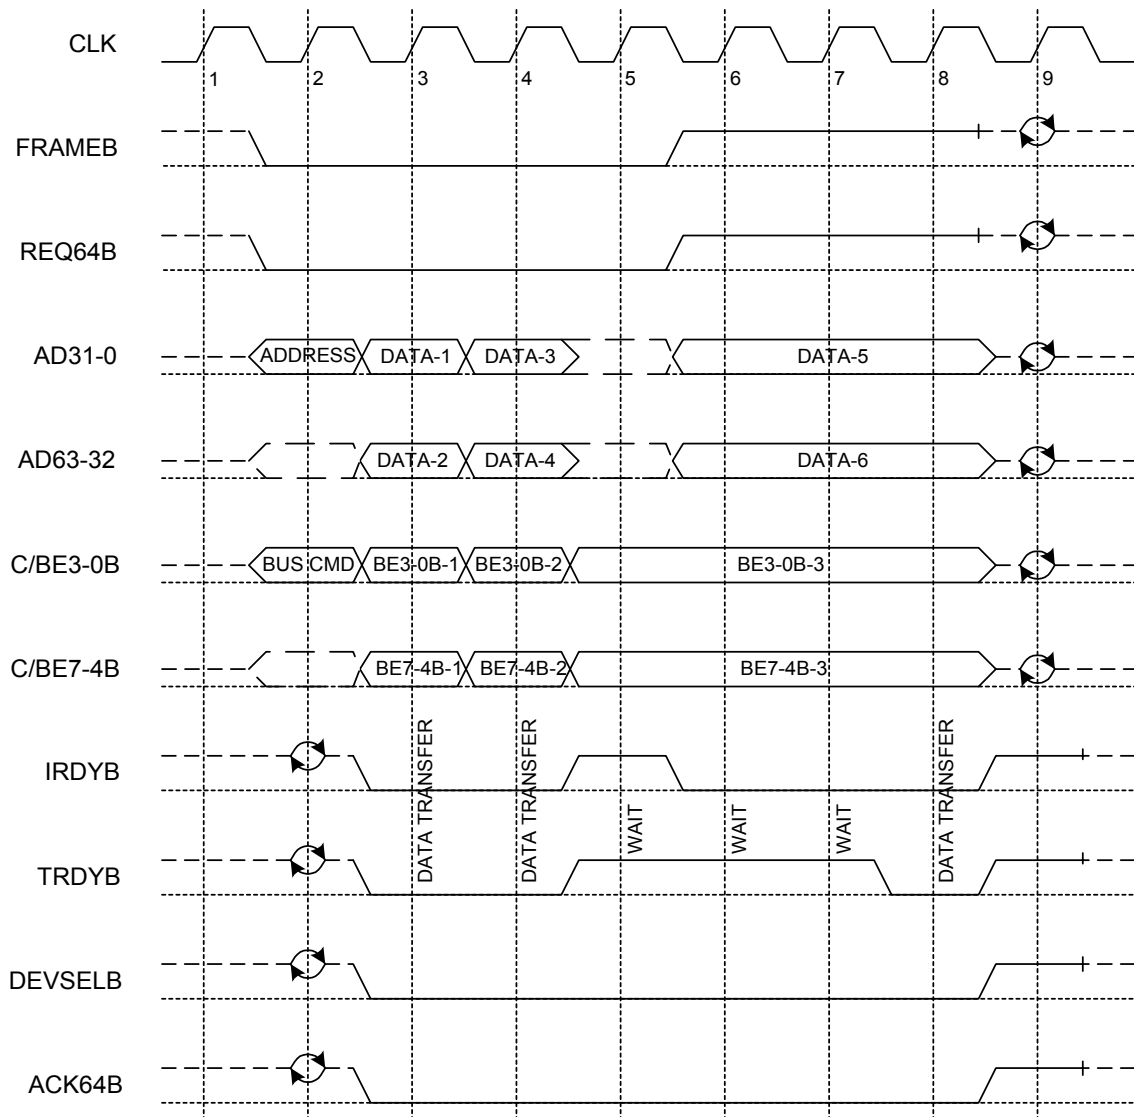 CLK
1 2 3 4 5 6 7 8 9
FRAMEB
REQ64B
AD31-0 ADDRESS DATA-1 DATA-3 DATA-5
AD63-32 DATA-2 DATA-4 DATA-6
C/BE3-0B BUS CMD BE3-0B-1 BE3-0B-2 BE3-0B-3
C/BE7-4B BE7-4B-1 BE7-4B-2 BE7-4B-3
IRDYB
DATA TRANSFER
DATA TRANSFER
WAIT
WAIT
WAIT
DATA TRANSFER
TRDYB
DEVSELB
ACK64B